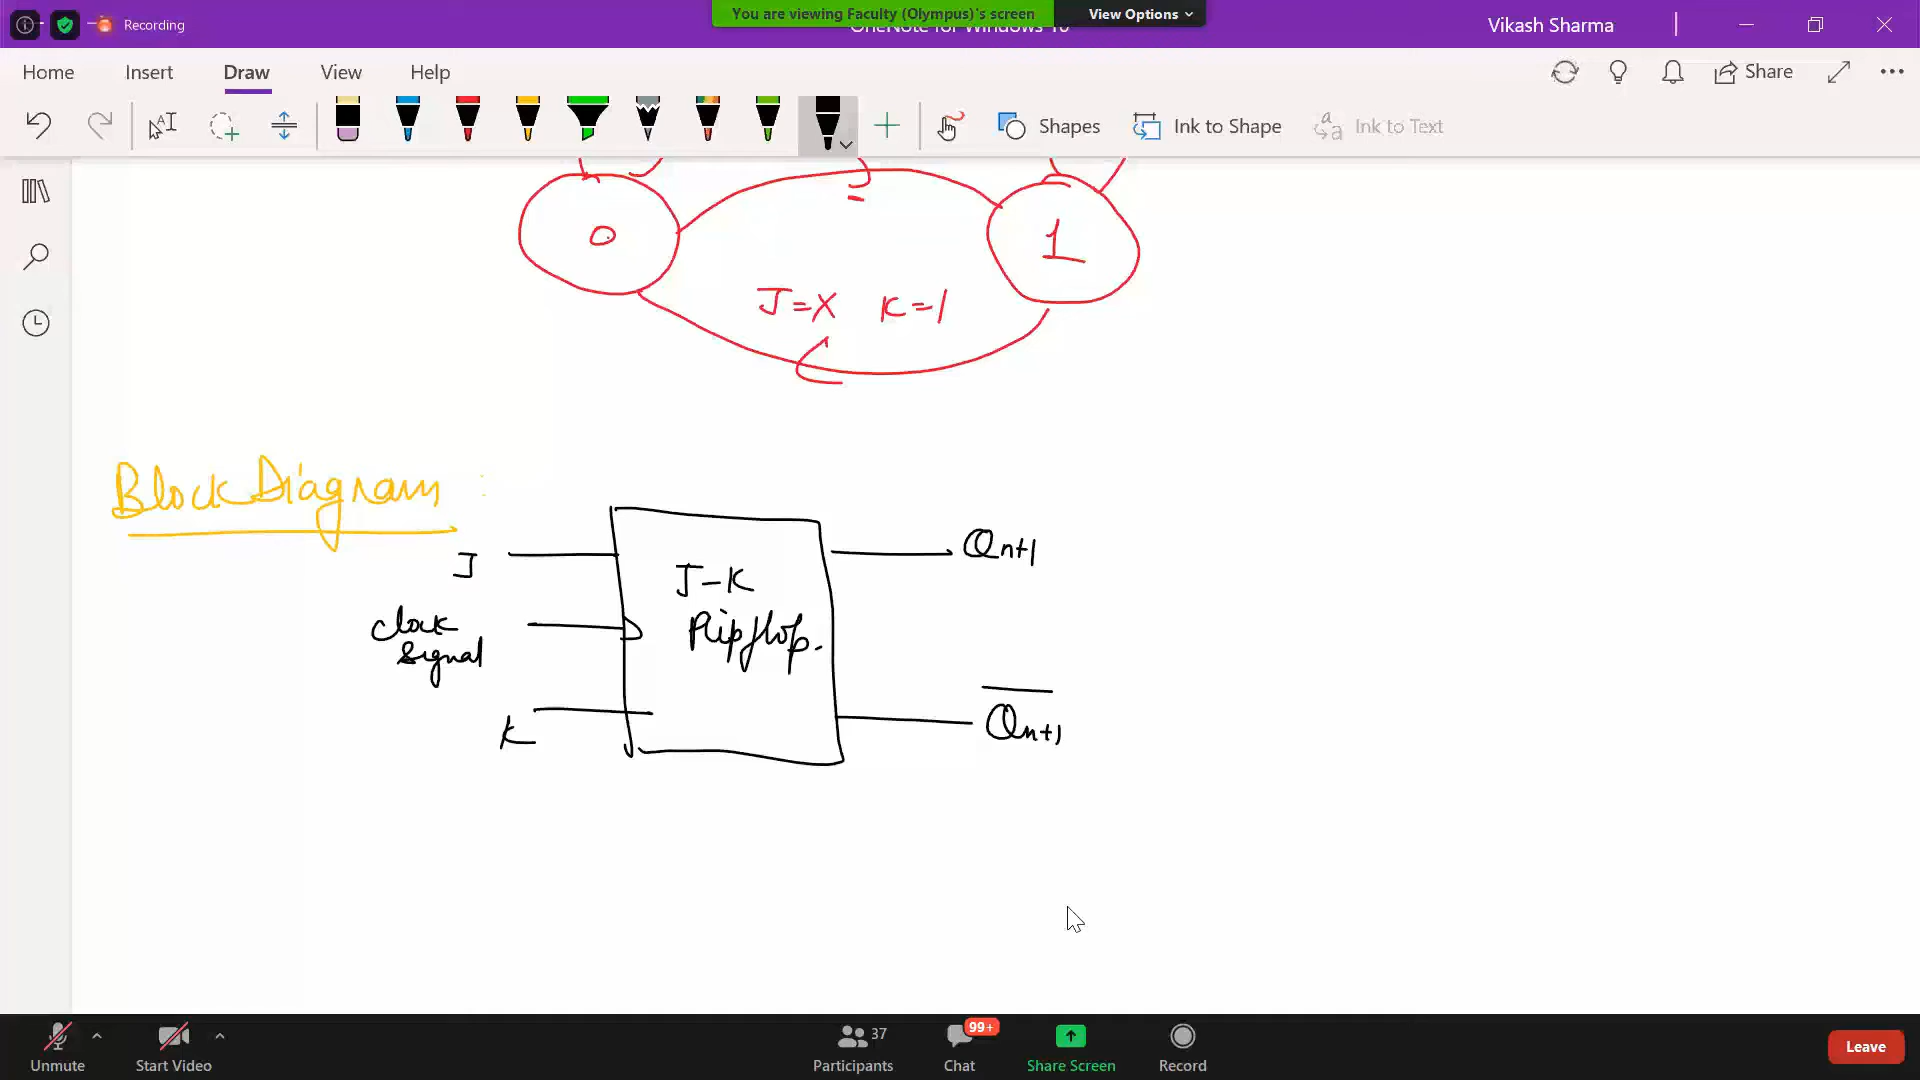 You are viewing Faculty (Olympus)'s screen
View Options
Recording
Vikash Sharma
Home
Insert
Draw
View
Help
Share
Shapes
Ink to Shape
Ink to Text
0
1
J=X K=1
Block Diagram :
J
J-K
flipflop.
Qn+1
clock
signal
K
Qn+1
Unmute
Start Video
37
Participants
99+
Chat
Share Screen
Record
Leave